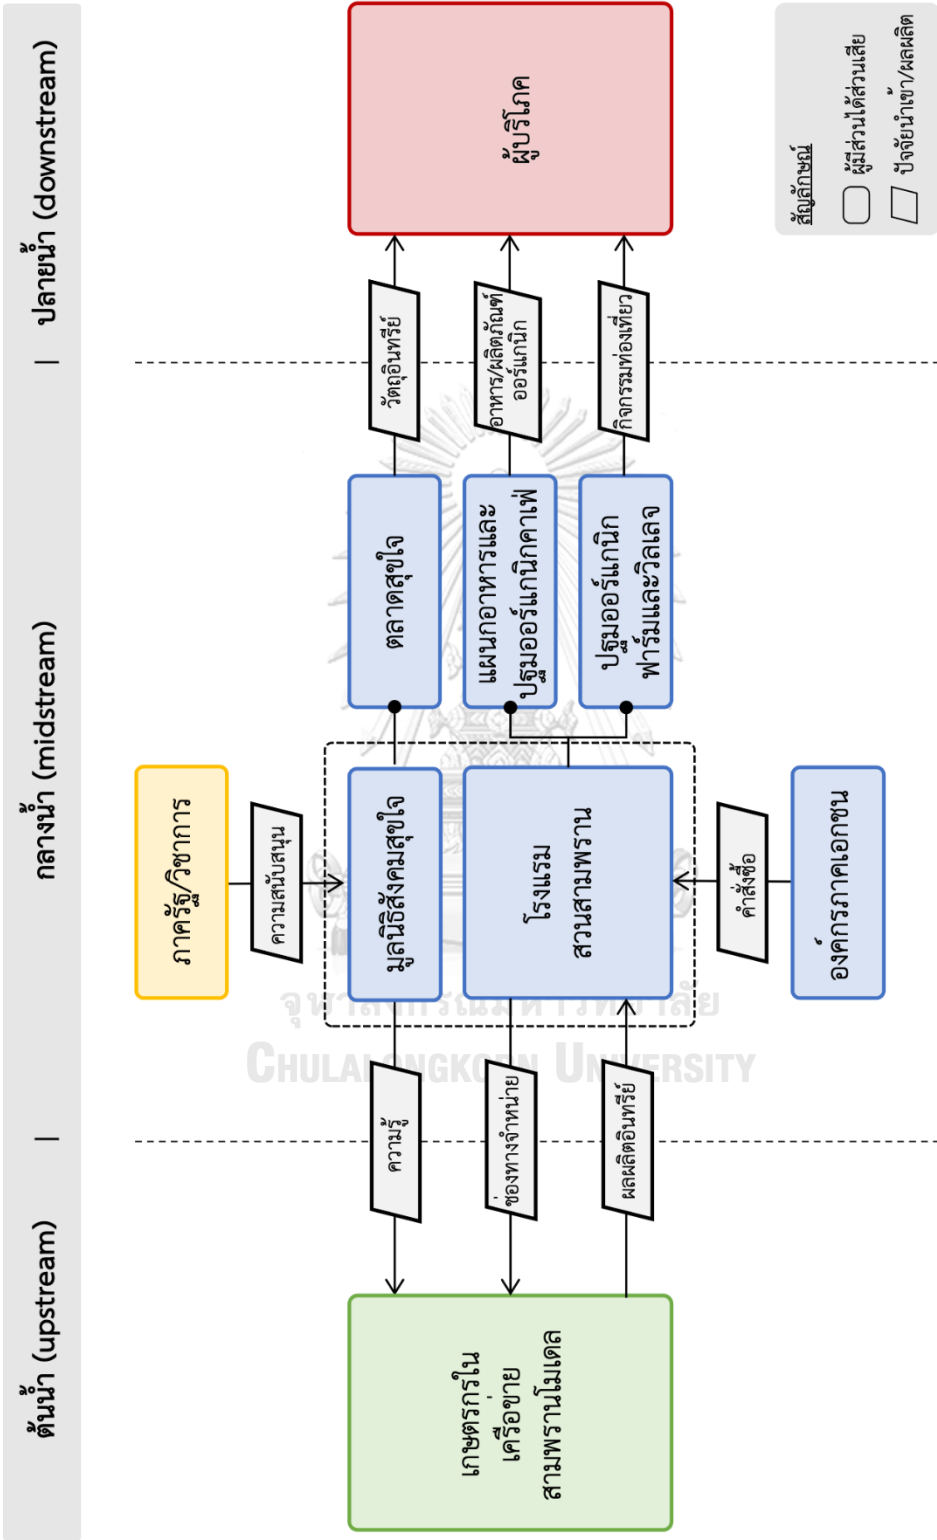 ต้นน้ำ (upstream)
|
กลางน้ำ (midstream)
|
ปลายน้ำ (downstream)
ภาครัฐ/วิชาการ
ความสนับสนุน
เกษตรกรใน
เครือข่าย
สามพรานโมเดล
ความรู้
ช่องทางจำหน่าย
ผลผลิตอินทรีย์
มูลนิธิสังคมสุขใจ
โรงแรม
สวนสามพราน
ตลาดสุขใจ
แผนกอาหารและ
ปฐมออร์แกนิกคาเฟ่
ปฐมออร์แกนิก
ฟาร์มและวิลเลจ
วัตถุอินทรีย์
อาหาร/ผลิตภัณฑ์
ออร์แกนิก
กิจกรรมท่องเที่ยว
ผู้บริโภค
คำสั่งซื้อ
องค์กรภาคเอกชน
สัญลักษณ์
ผู้มีส่วนได้ส่วนเสีย
ปัจจัยนำเข้า/ผลผลิต
จุฬาลงกรณ์มหาวิทยาลัย
CHULALONGKORN UNIVERSITY